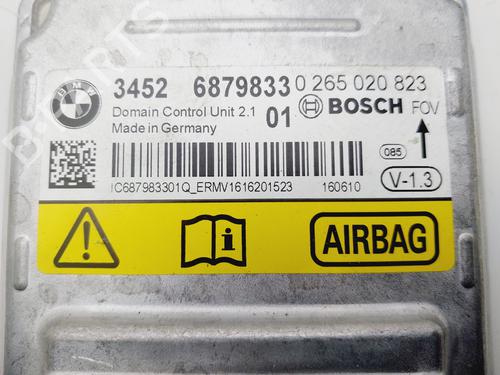 BMW
3452 6879833 0 265 020 823
Domain Control Unit 2.1 01 BOSCH FOV
Made in Germany
085
IC687983301Q_ERMV1616201523 160610
V-1.3
AIRBAG